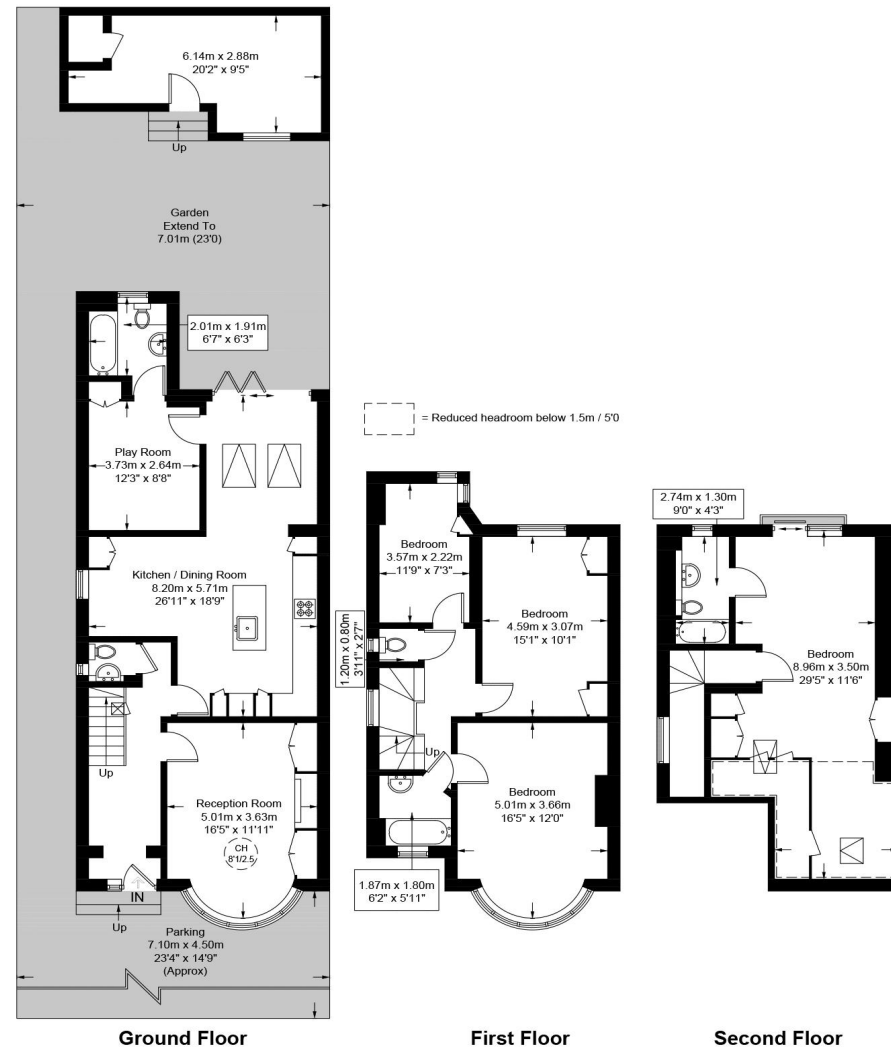 6.14m x 2.88m
20'2" x 9'5"
Up
Garden
Extend To
7.01m (23'0)
2.01m x 1.91m
6'7" x 6'3"
Play Room
3.73m x 2.64m
12'3" x 8'8"
Kitchen / Dining Room
8.20m x 5.71m
26'11" x 18'9"
Up
Reception Room
5.01m x 3.63m
16'5" x 11'11"
CH
8'1/2.5
IN
Up
Parking
7.10m x 4.50m
23'4" x 14'9"
(Approx)
Ground Floor
= Reduced headroom below 1.5m / 5'0
Bedroom
3.57m x 2.22m
11'9" x 7'3"
Bedroom
4.59m x 3.07m
15'1" x 10'1"
1.20m x 0.80m
3'11" x 2'7"
Up
Bedroom
5.01m x 3.66m
16'5" x 12'0"
1.87m x 1.80m
6'2" x 5'11"
First Floor
2.74m x 1.30m
9'0" x 4'3"
Bedroom
8.96m x 3.50m
29'5" x 11'6"
Second Floor